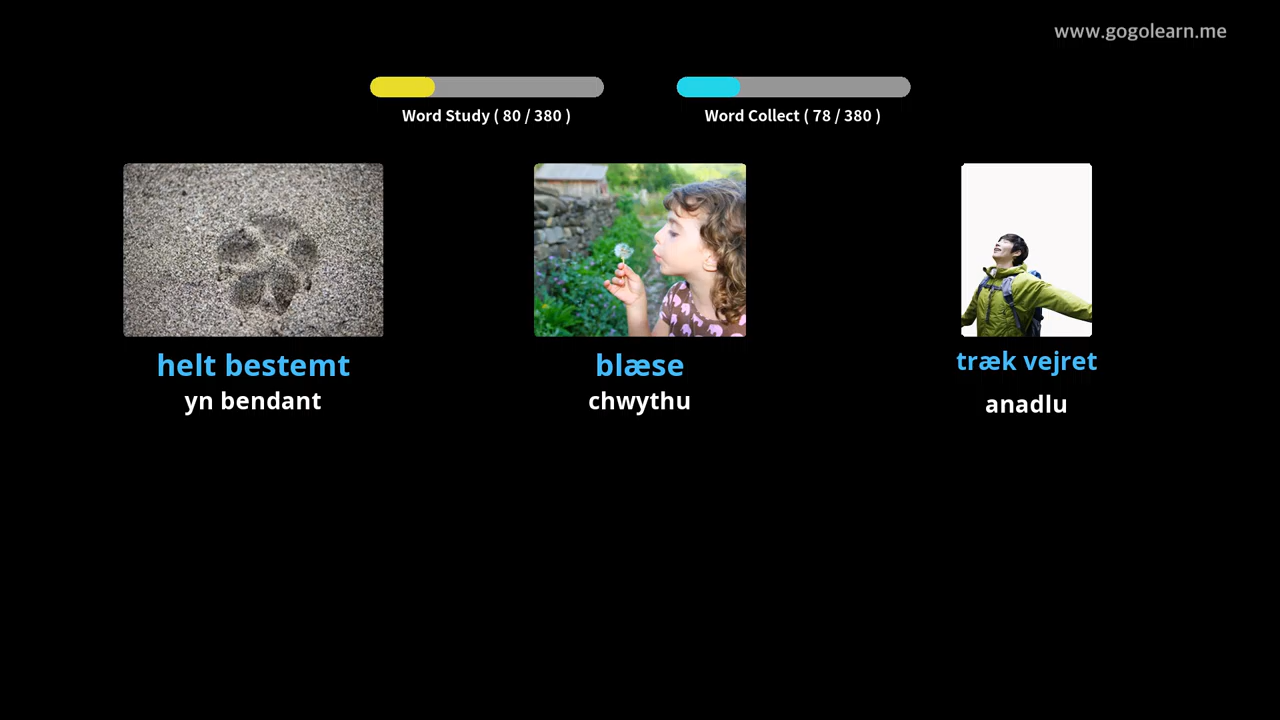 www.gogolearn.me
Word Study ( 80 / 380 )
Word Collect ( 78 / 380 )
helt bestemt
yn bendant
blæse
chwythu
træk vejret
anadlu